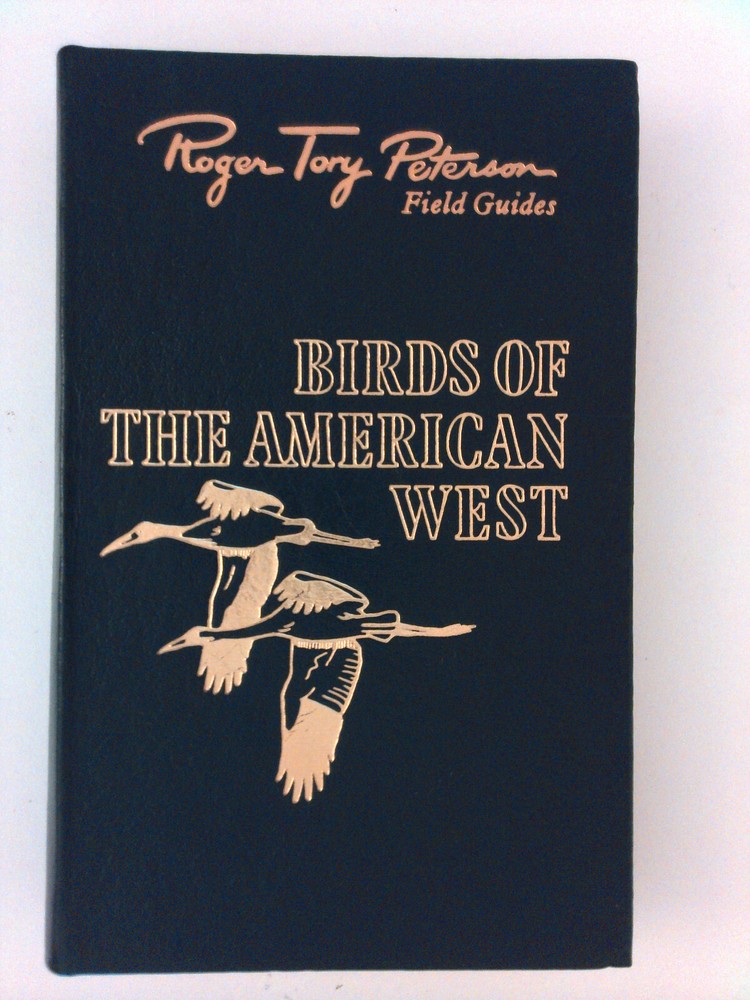 Roger Tory Peterson
Field Guides
BIRDS OF
THE AMERICAN
WEST